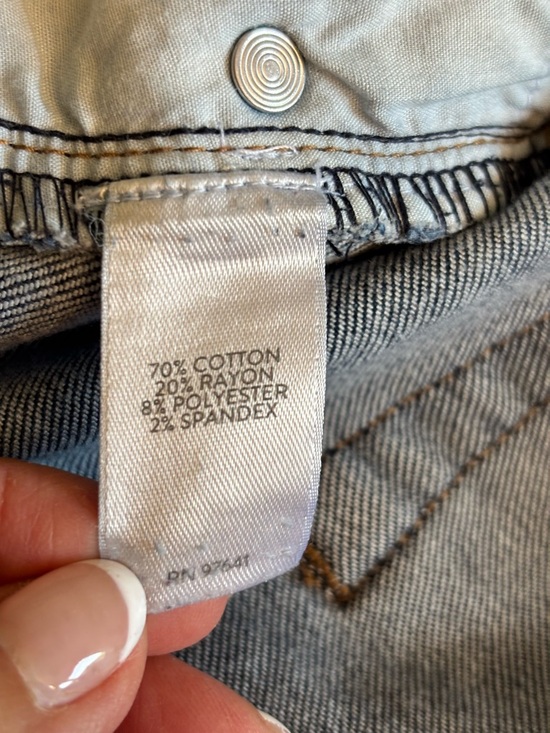 70% COTTON
20% RAYON
8% POLYESTER
2% SPANDEX
RN 97641